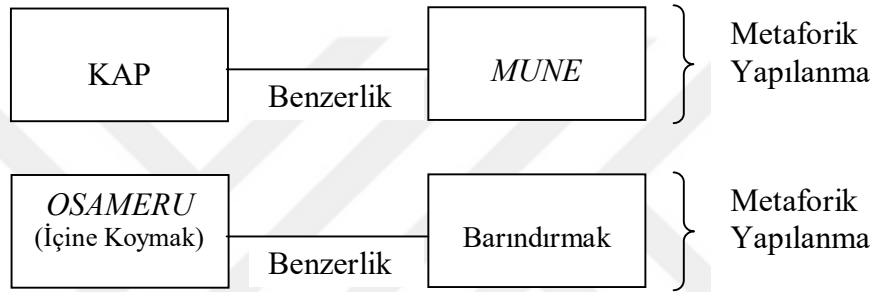 KAP
Benzerlik
MUNE
Metaforik
Yapılanma
OSAMERU
(İçine Koymak)
Benzerlik
Barındırmak
Metaforik
Yapılanma